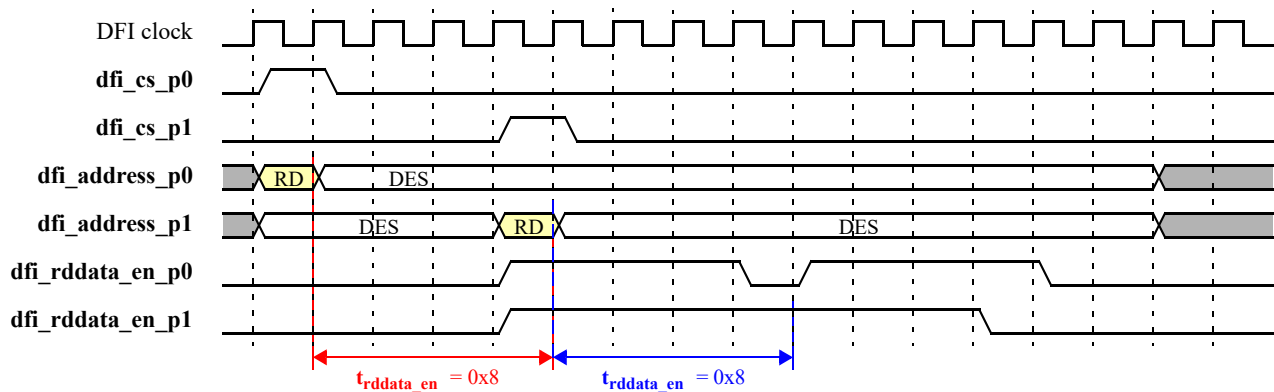 DFI clock
dfi_cs_p0
dfi_cs_p1
dfi_address_p0 RD DES
dfi_address_p1 DES RD DES
dfi_rddata_en_p0
dfi_rddata_en_p1
trddata_en = 0x8 trddata_en = 0x8